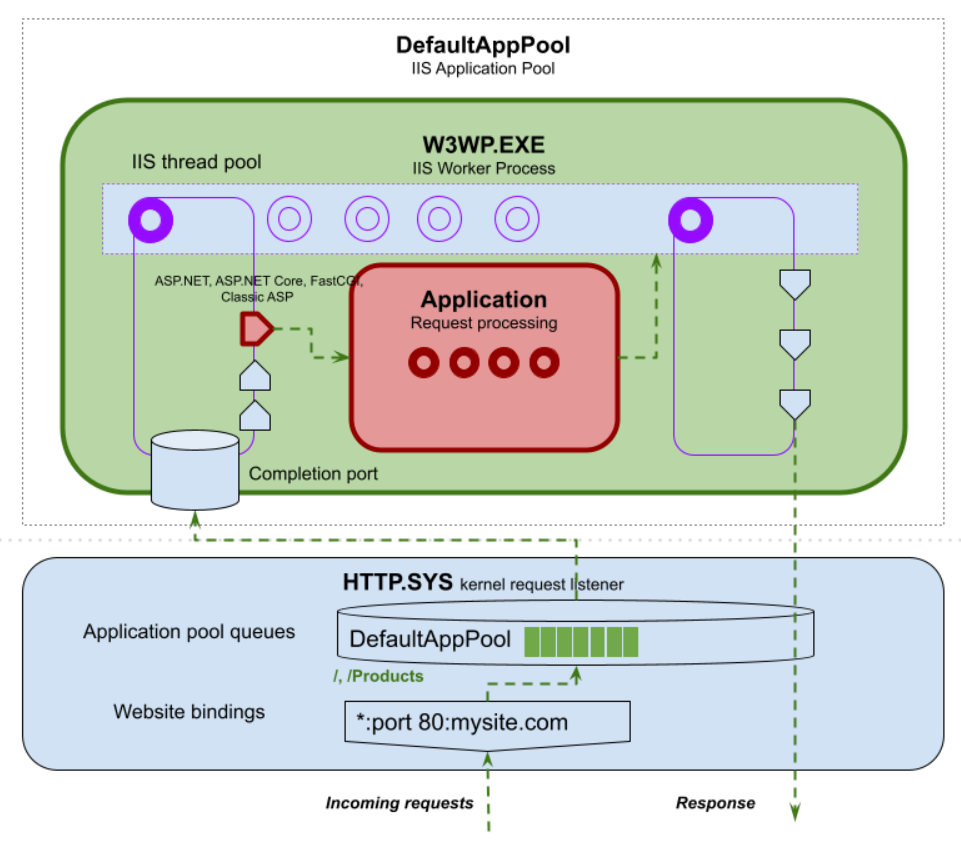 DefaultAppPool
IIS Application Pool
W3WP.EXE
IIS Worker Process
IIS thread pool
ASP.NET, ASP.NET Core, FastCGI,
Classic ASP
Application
Request processing
Completion port
HTTP.SYS kernel request listener
Application pool queues
DefaultAppPool
/, /Products
Website bindings
*:port 80:mysite.com
Incoming requests
Response